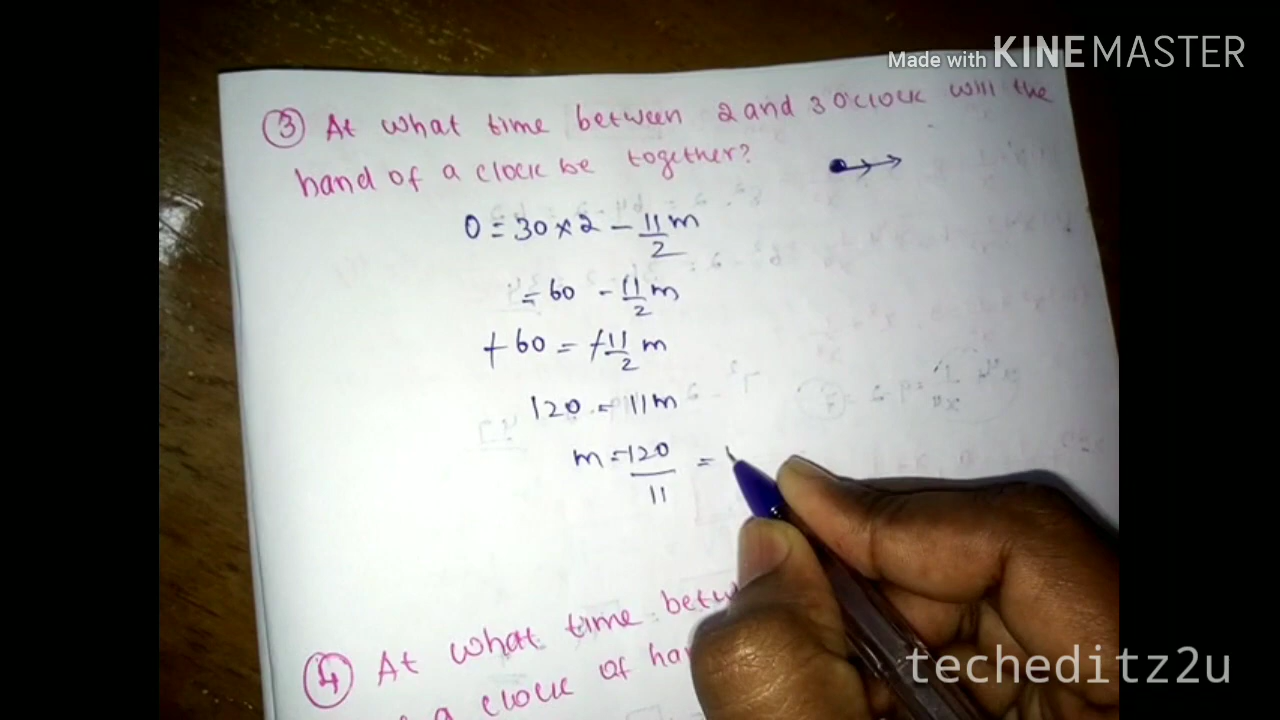 Made with KINEMASTER
③ At what time between 2 and 3 O'clock will the
hand of a clock be together?
0 = 30 × 2 - 11/2 m
= 60 - 11/2 m
+60 = +11/2 m
120 = 11m
m = 120/11 =
④ At what time betw
a clock of har
techeditz2u